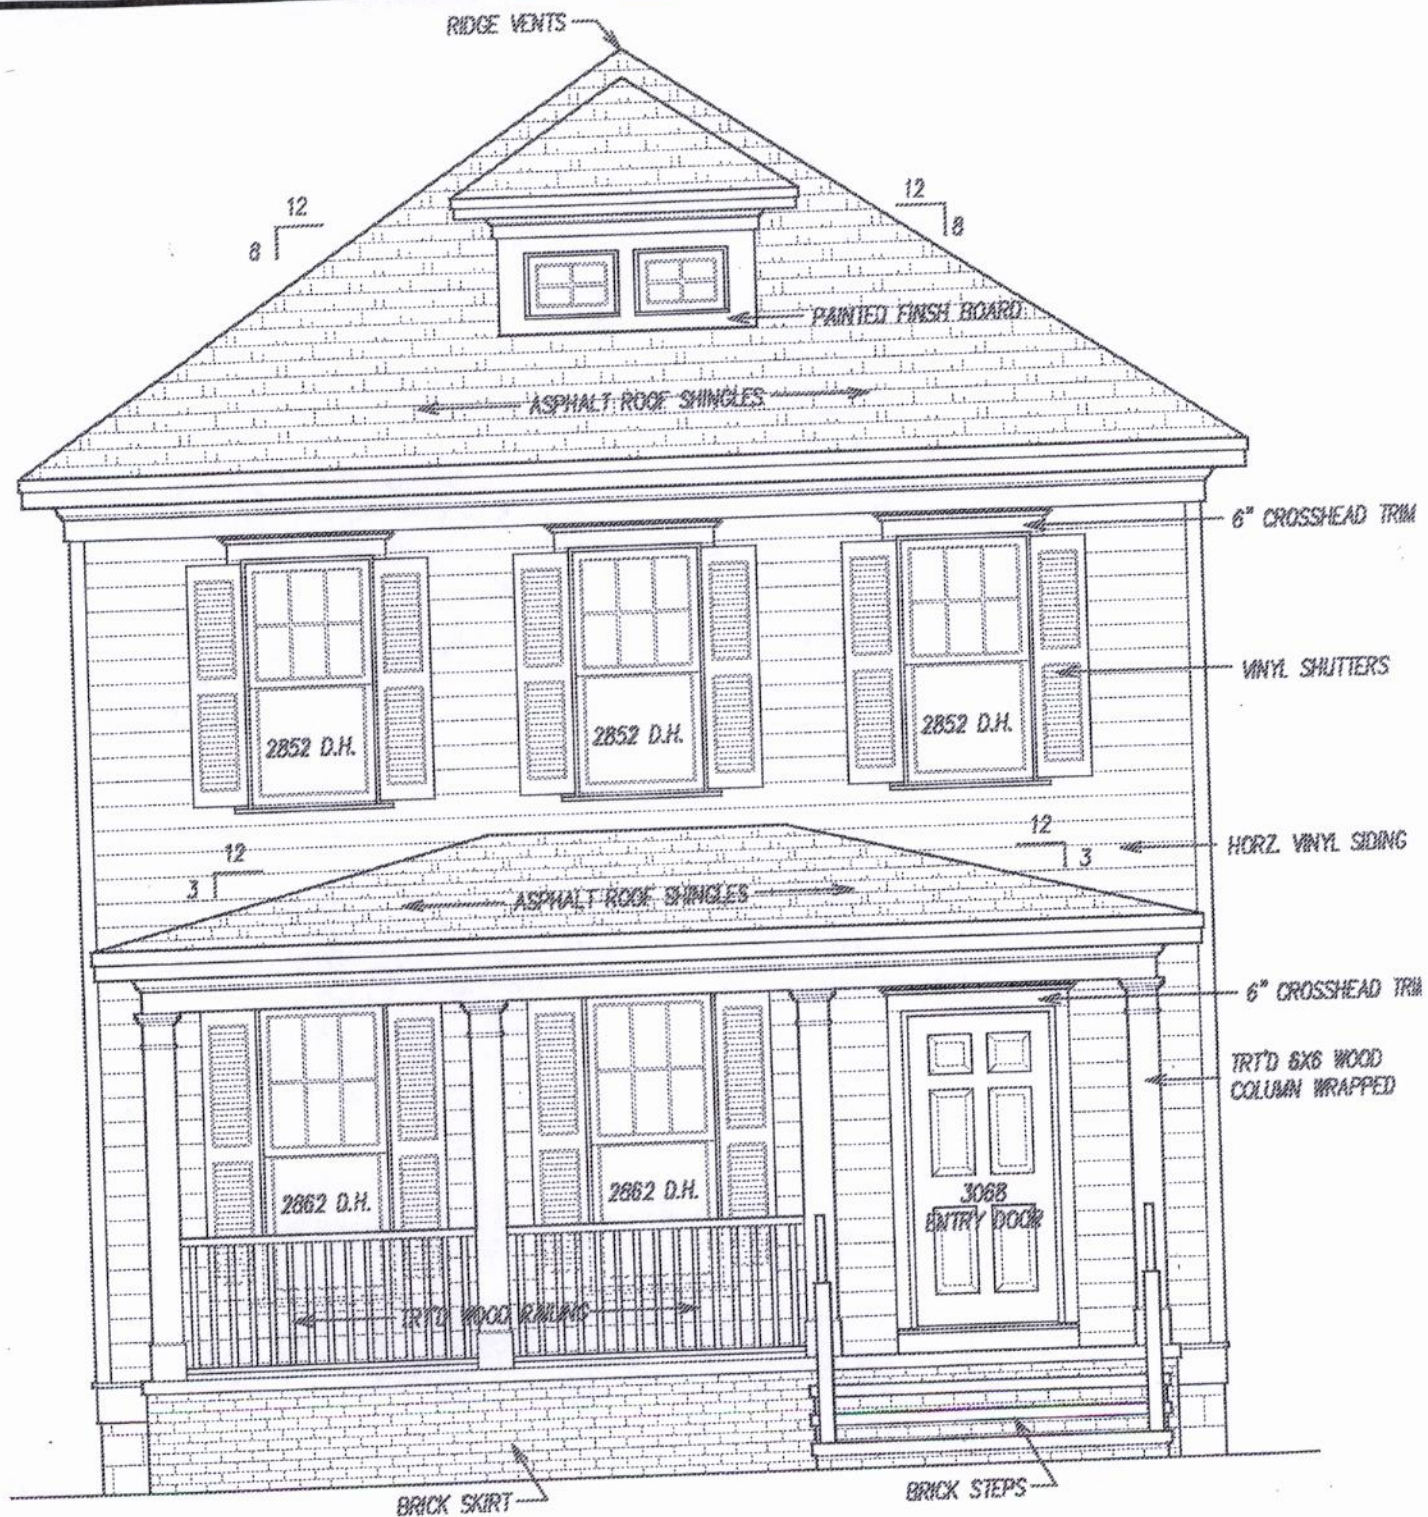 RIDGE VENTS
12
8
12
8
PAINTED FINSH BOARD
ASPHALT ROOF SHINGLES
6" CROSSHEAD TRIM
VINYL SHUTTERS
2852 D.H.
2852 D.H.
2852 D.H.
12
3
12
3
HORZ. VINYL SIDING
ASPHALT ROOF SHINGLES
6" CROSSHEAD TRIM
TRT'D 6X6 WOOD
COLUMN WRAPPED
2862 D.H.
2862 D.H.
3068
ENTRY DOOR
TRT'D WOOD RAILING
BRICK SKIRT
BRICK STEPS